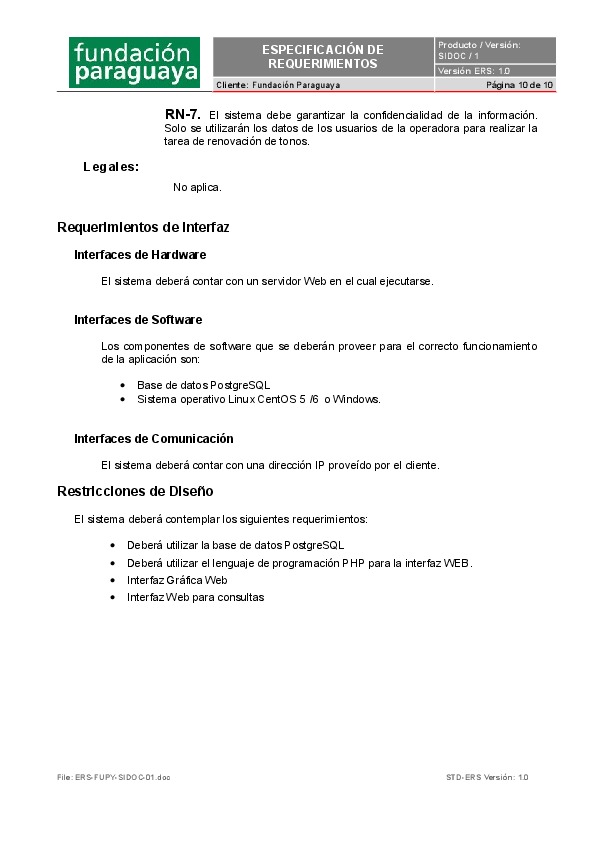 fundación
paraguaya
ESPECIFICACIÓN DE
REQUERIMIENTOS
Producto / Versión:
SIDOC / 1
Versión ERS: 1.0
Cliente: Fundación Paraguaya
Página 10 de 10
RN-7. El sistema debe garantizar la confidencialidad de la información.
Solo se utilizarán los datos de los usuarios de la operadora para realizar la
tarea de renovación de tonos.
Legales:
No aplica.
Requerimientos de Interfaz
Interfaces de Hardware
El sistema deberá contar con un servidor Web en el cual ejecutarse.
Interfaces de Software
Los componentes de software que se deberán proveer para el correcto funcionamiento
de la aplicación son:
• Base de datos PostgreSQL
• Sistema operativo Linux CentOS 5 /6 o Windows.
Interfaces de Comunicación
El sistema deberá contar con una dirección IP proveído por el cliente.
Restricciones de Diseño
El sistema deberá contemplar los siguientes requerimientos:
• Deberá utilizar la base de datos PostgreSQL
• Deberá utilizar el lenguaje de programación PHP para la interfaz WEB.
• Interfaz Gráfica Web
• Interfaz Web para consultas
File: ERS-FUPY-SIDOC-01.doc
STD-ERS Versión: 1.0